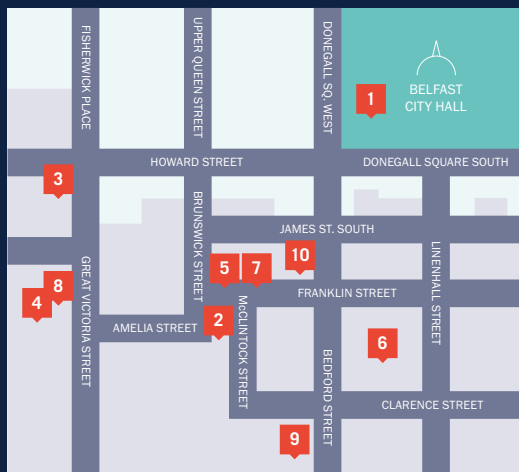 FISHERWICK PLACE
UPPER QUEEN STREET
DONEGALL SQ. WEST
1
BELFAST
CITY HALL
HOWARD STREET
DONEGALL SQUARE SOUTH
3
BRUNSWICK STREET
JAMES ST. SOUTH
LINENHALL STREET
GREAT VICTORIA STREET
5
7
10
8
4
FRANKLIN STREET
McCLINTOCK STREET
2
AMELIA STREET
BEDFORD STREET
6
CLARENCE STREET
9